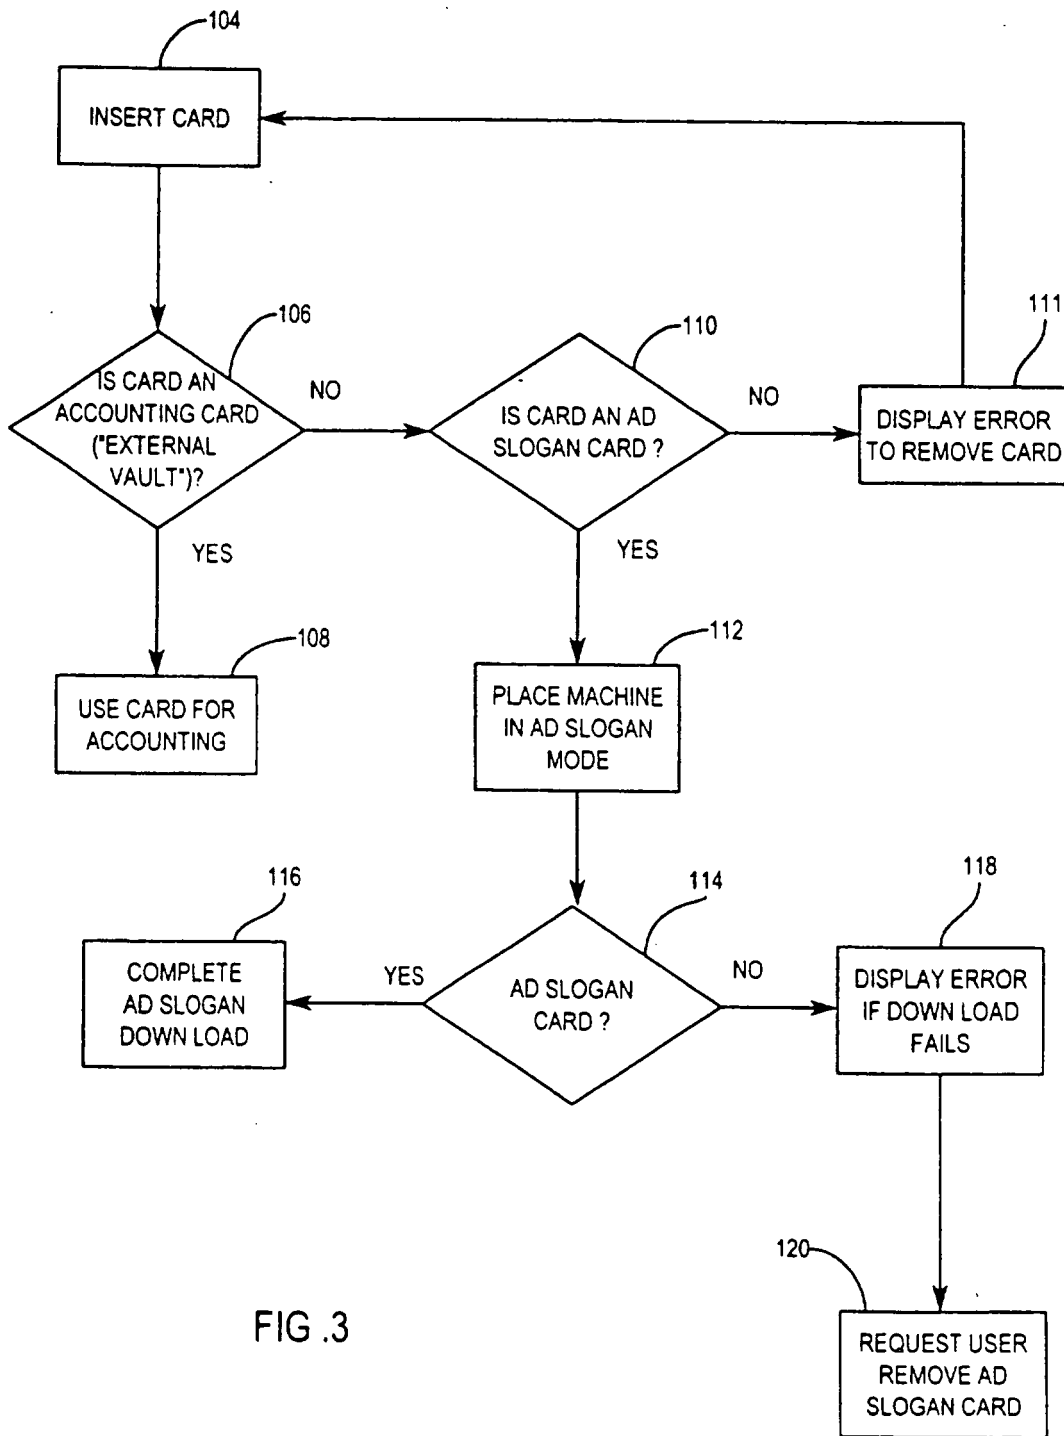 104
INSERT CARD
106
IS CARD AN
ACCOUNTING CARD
("EXTERNAL
VAULT")?
NO
YES
108
USE CARD FOR
ACCOUNTING
110
IS CARD AN AD
SLOGAN CARD ?
NO
YES
111
DISPLAY ERROR
TO REMOVE CARD
112
PLACE MACHINE
IN AD SLOGAN
MODE
114
AD SLOGAN
CARD ?
YES
NO
116
COMPLETE
AD SLOGAN
DOWN LOAD
118
DISPLAY ERROR
IF DOWN LOAD
FAILS
120
REQUEST USER
REMOVE AD
SLOGAN CARD
FIG .3